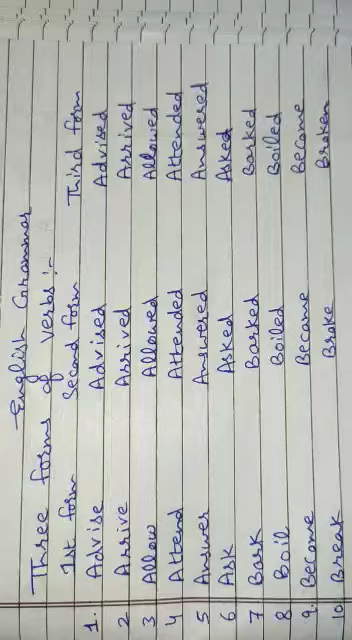 English Grammar
Three forms of verbs :-
1st form Second form Third form
1. Advise Advised Advised
2 Arrive Arrived Arrived
3 Allow Allowed Allowed
4 Attend Attended Attended
5 Answer Answered Answered
6 Ask Asked Asked
7 Bark Barked Barked
8 Boil Boiled Boiled
9. Become Became Become
10. Break Broke Broken